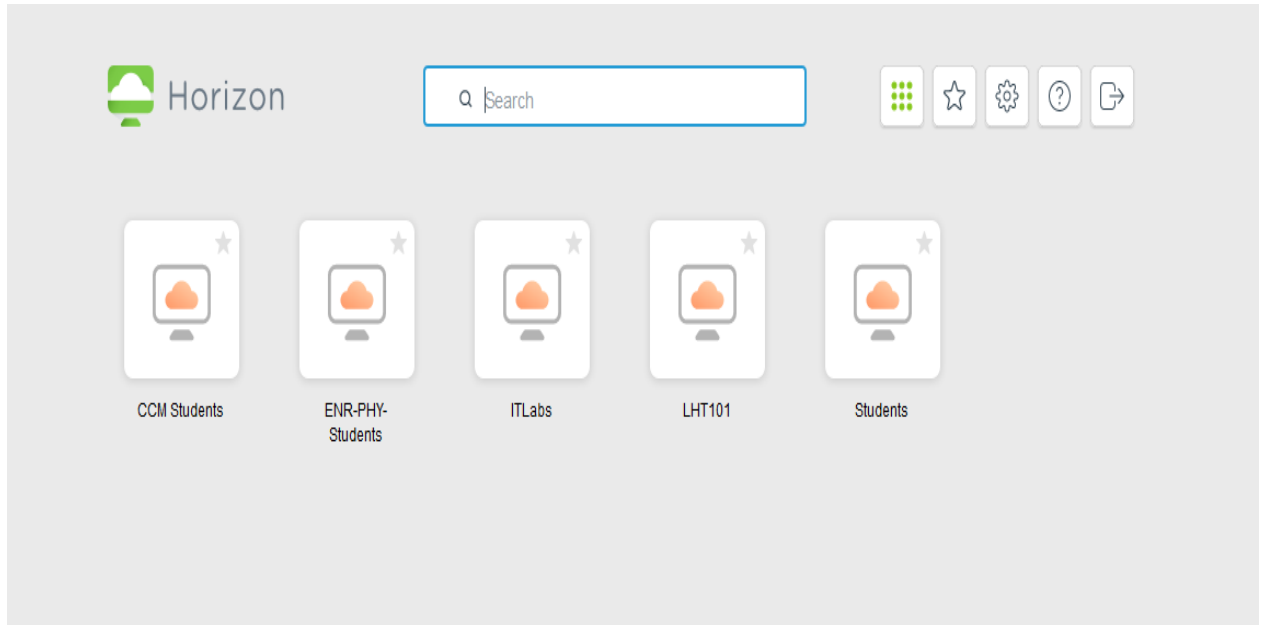 Horizon
Search
CCM Students
ENR-PHY-
Students
ITLabs
LHT101
Students